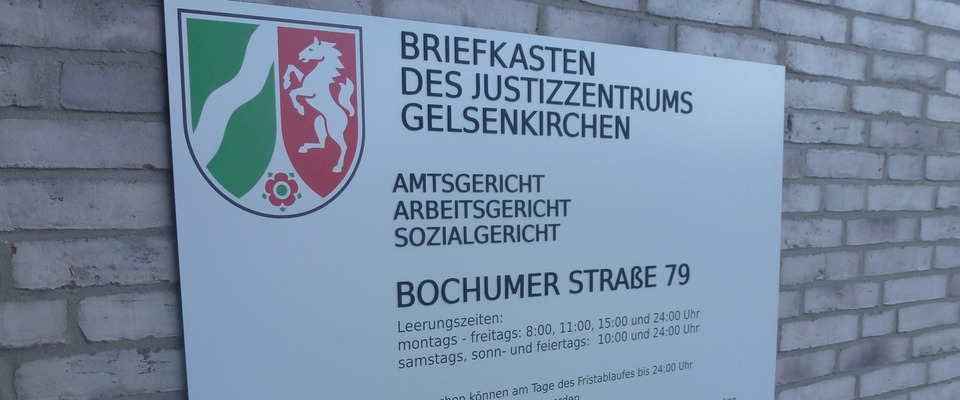 BRIEFKASTEN
DES JUSTIZZENTRUMS
GELSENKIRCHEN
AMTSGERICHT
ARBEITSGERICHT
SOZIALGERICHT
BOCHUMER STRAßE 79
Leerungszeiten:
montags - freitags: 8:00, 11:00, 15:00 und 24:00 Uhr
samstags, sonn- und feiertags: 10:00 und 24:00 Uhr
können am Tage des Fristablaufes bis 24:00 Uhr